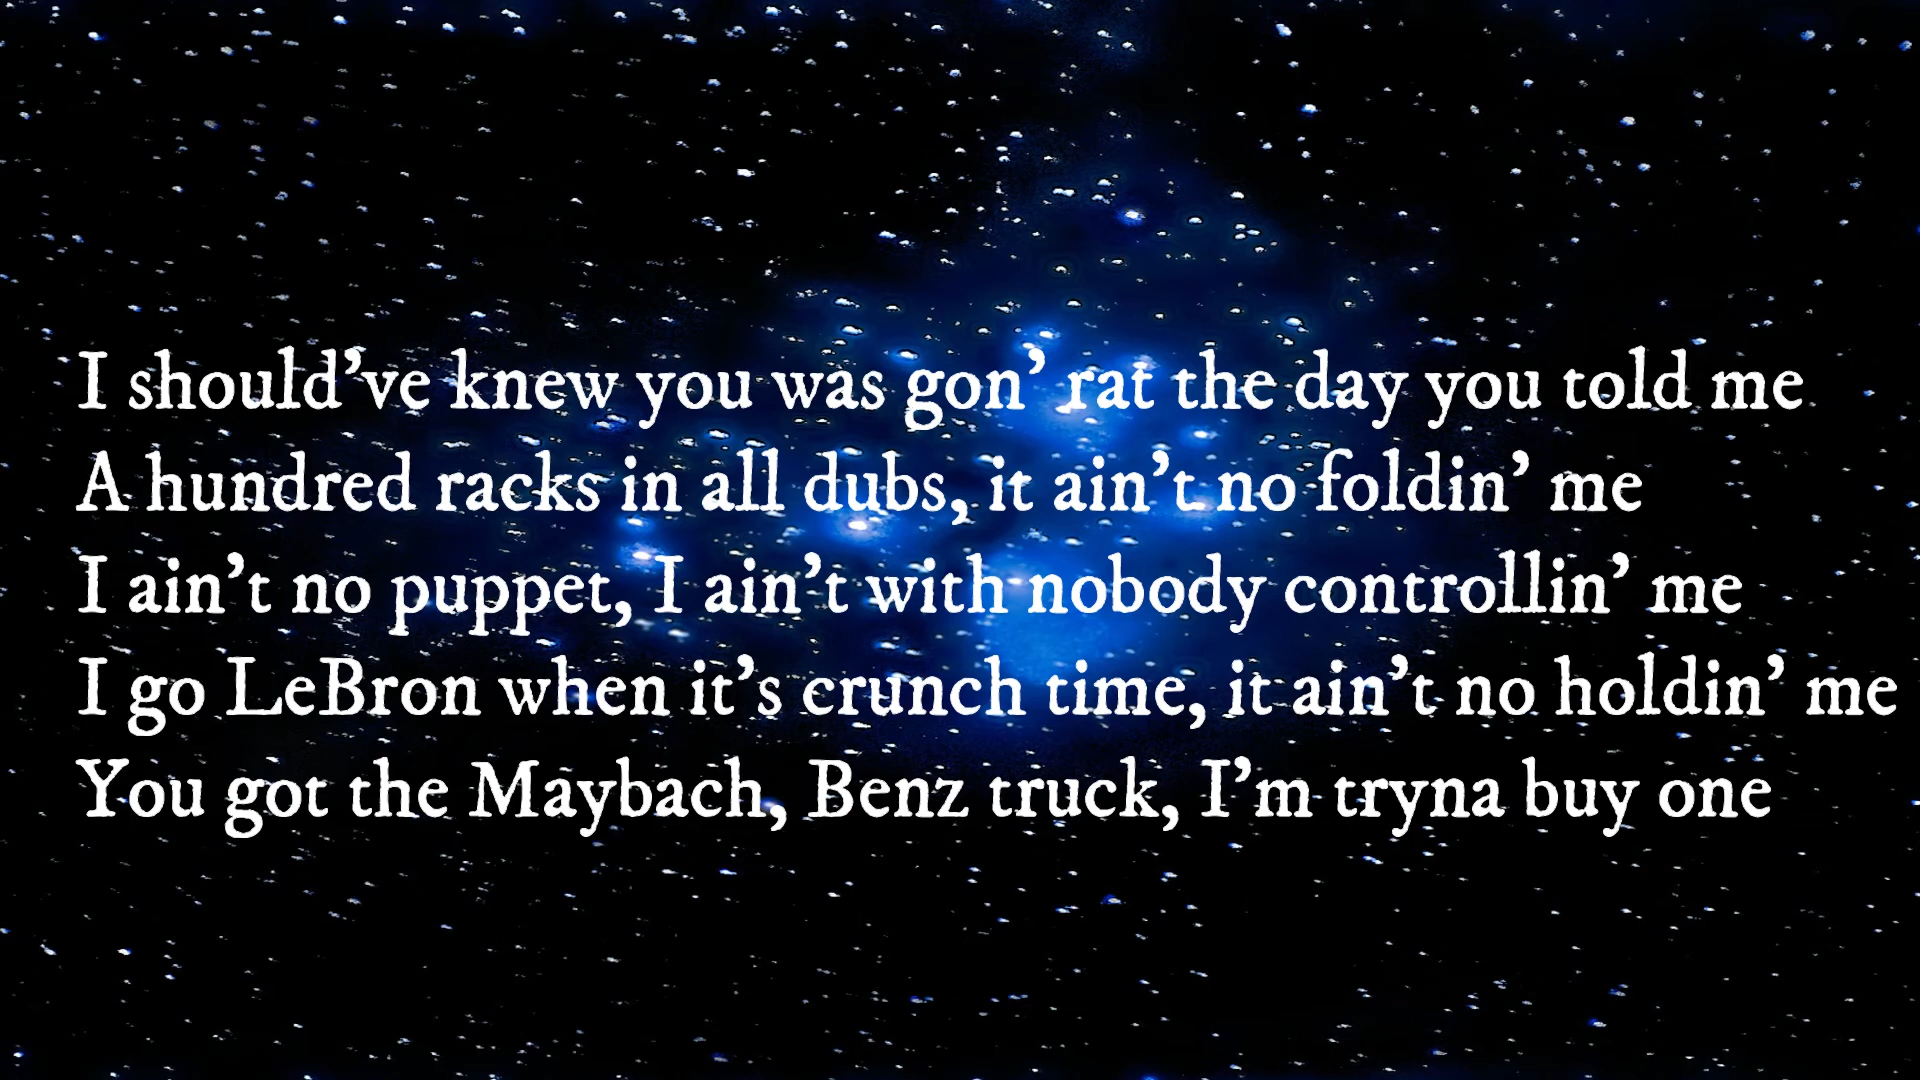 I should’ve knew you was gon’ rat the day you told me
A hundred racks in all dubs, it ain’t no foldin’ me
I ain’t no puppet, I ain’t with nobody controllin’ me
I go LeBron when it’s crunch time, it ain’t no holdin’ me
You got the Maybach, Benz truck, I’m tryna buy one